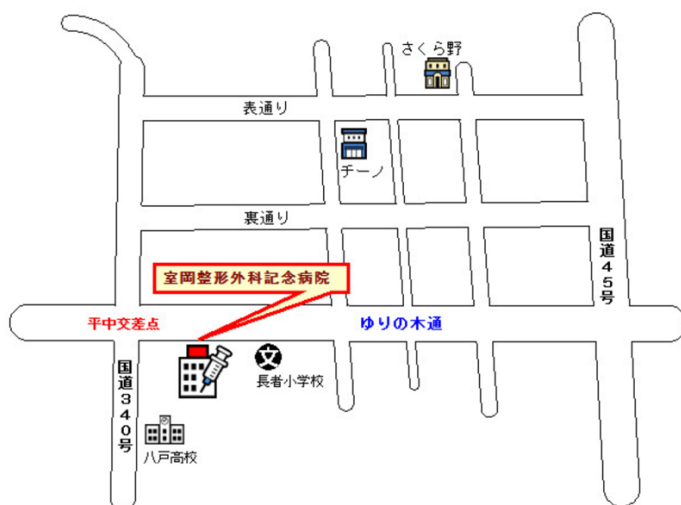 さくら野
表通り
チーノ
裏通り
国道45号
室岡整形外科記念病院
平中交差点
ゆりの木通
文
長者小学校
国道340号
八戸高校